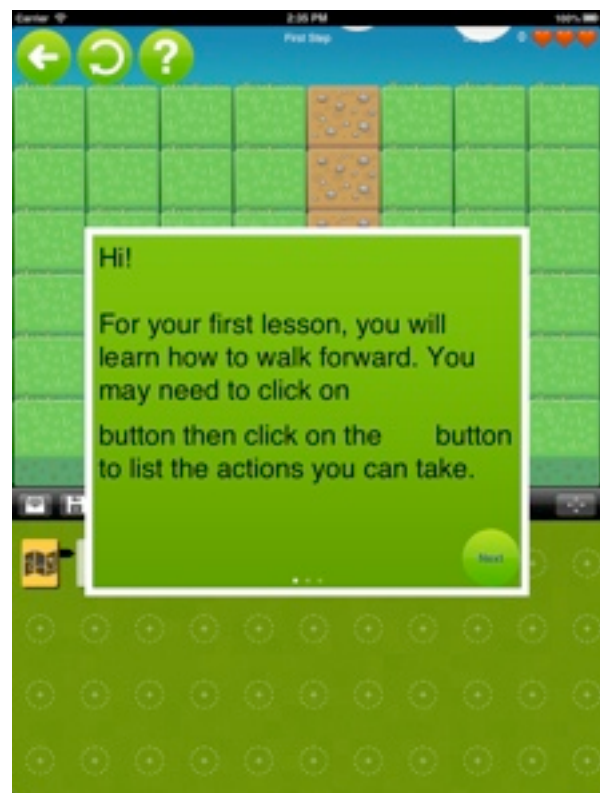 Carrier 2:35 PM 100%
First Step 0
?
Hi!
For your first lesson, you will
learn how to walk forward. You
may need to click on
button then click on the button
to list the actions you can take.
Next